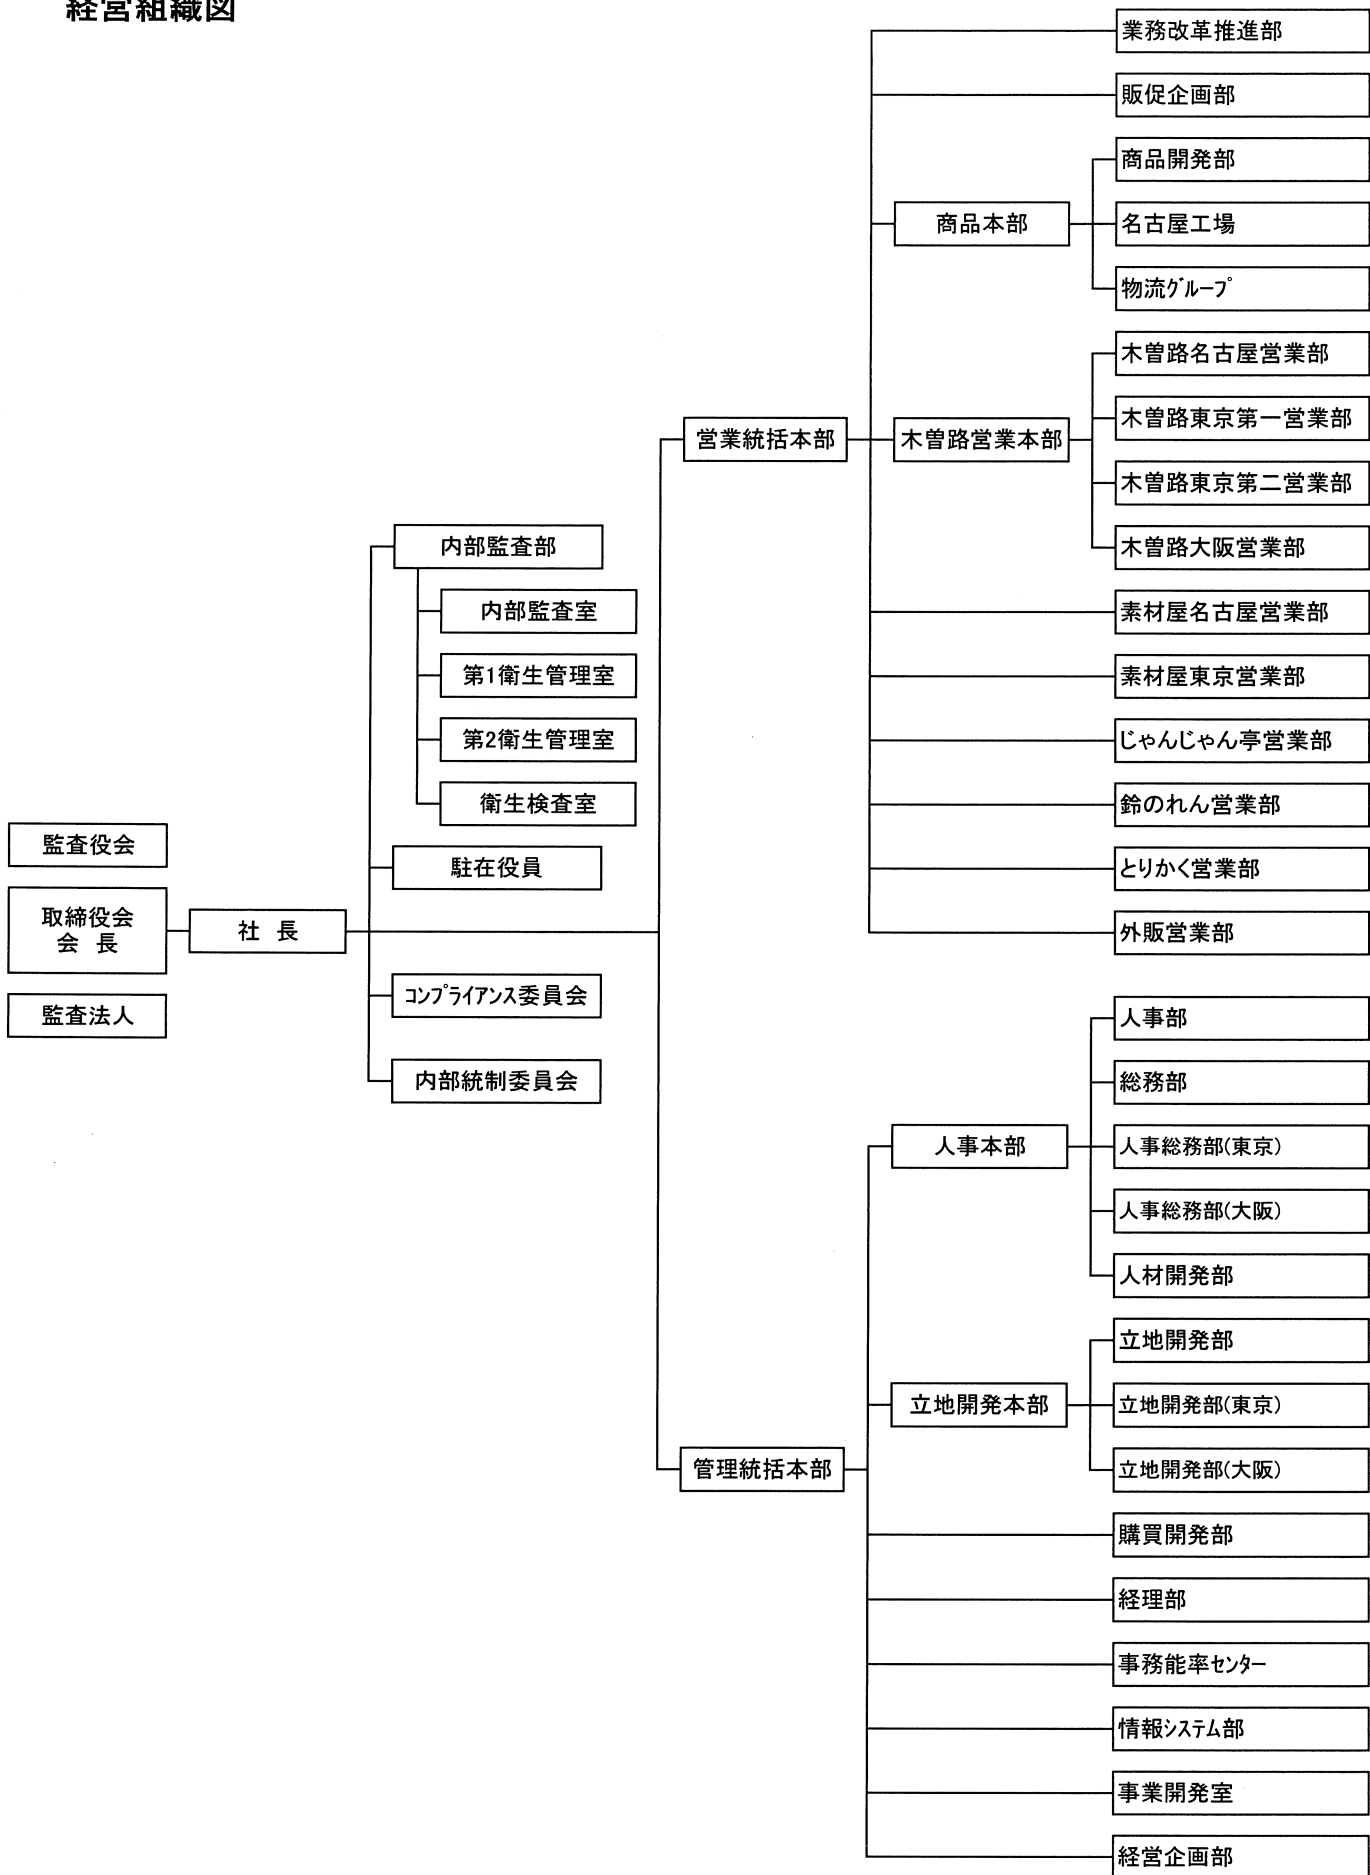 経営組織図
監査役会
取締役会
会 長
監査法人
社 長
内部監査部
内部監査室
第1衛生管理室
第2衛生管理室
衛生検査室
駐在役員
コンプライアンス委員会
内部統制委員会
営業統括本部
業務改革推進部
販促企画部
商品本部
商品開発部
名古屋工場
物流グループ
木曽路営業本部
木曽路名古屋営業部
木曽路東京第一営業部
木曽路東京第二営業部
木曽路大阪営業部
素材屋名古屋営業部
素材屋東京営業部
じゃんじゃん亭営業部
鈴のれん営業部
とりかく営業部
外販営業部
管理統括本部
人事本部
人事部
総務部
人事総務部(東京)
人事総務部(大阪)
人材開発部
立地開発本部
立地開発部
立地開発部(東京)
立地開発部(大阪)
購買開発部
経理部
事務能率センター
情報システム部
事業開発室
経営企画部